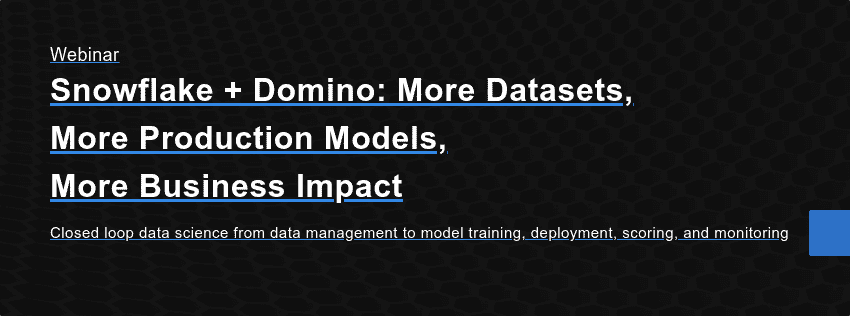 Webinar
Snowflake + Domino: More Datasets,
More Production Models,
More Business Impact
Closed loop data science from data management to model training, deployment, scoring, and monitoring